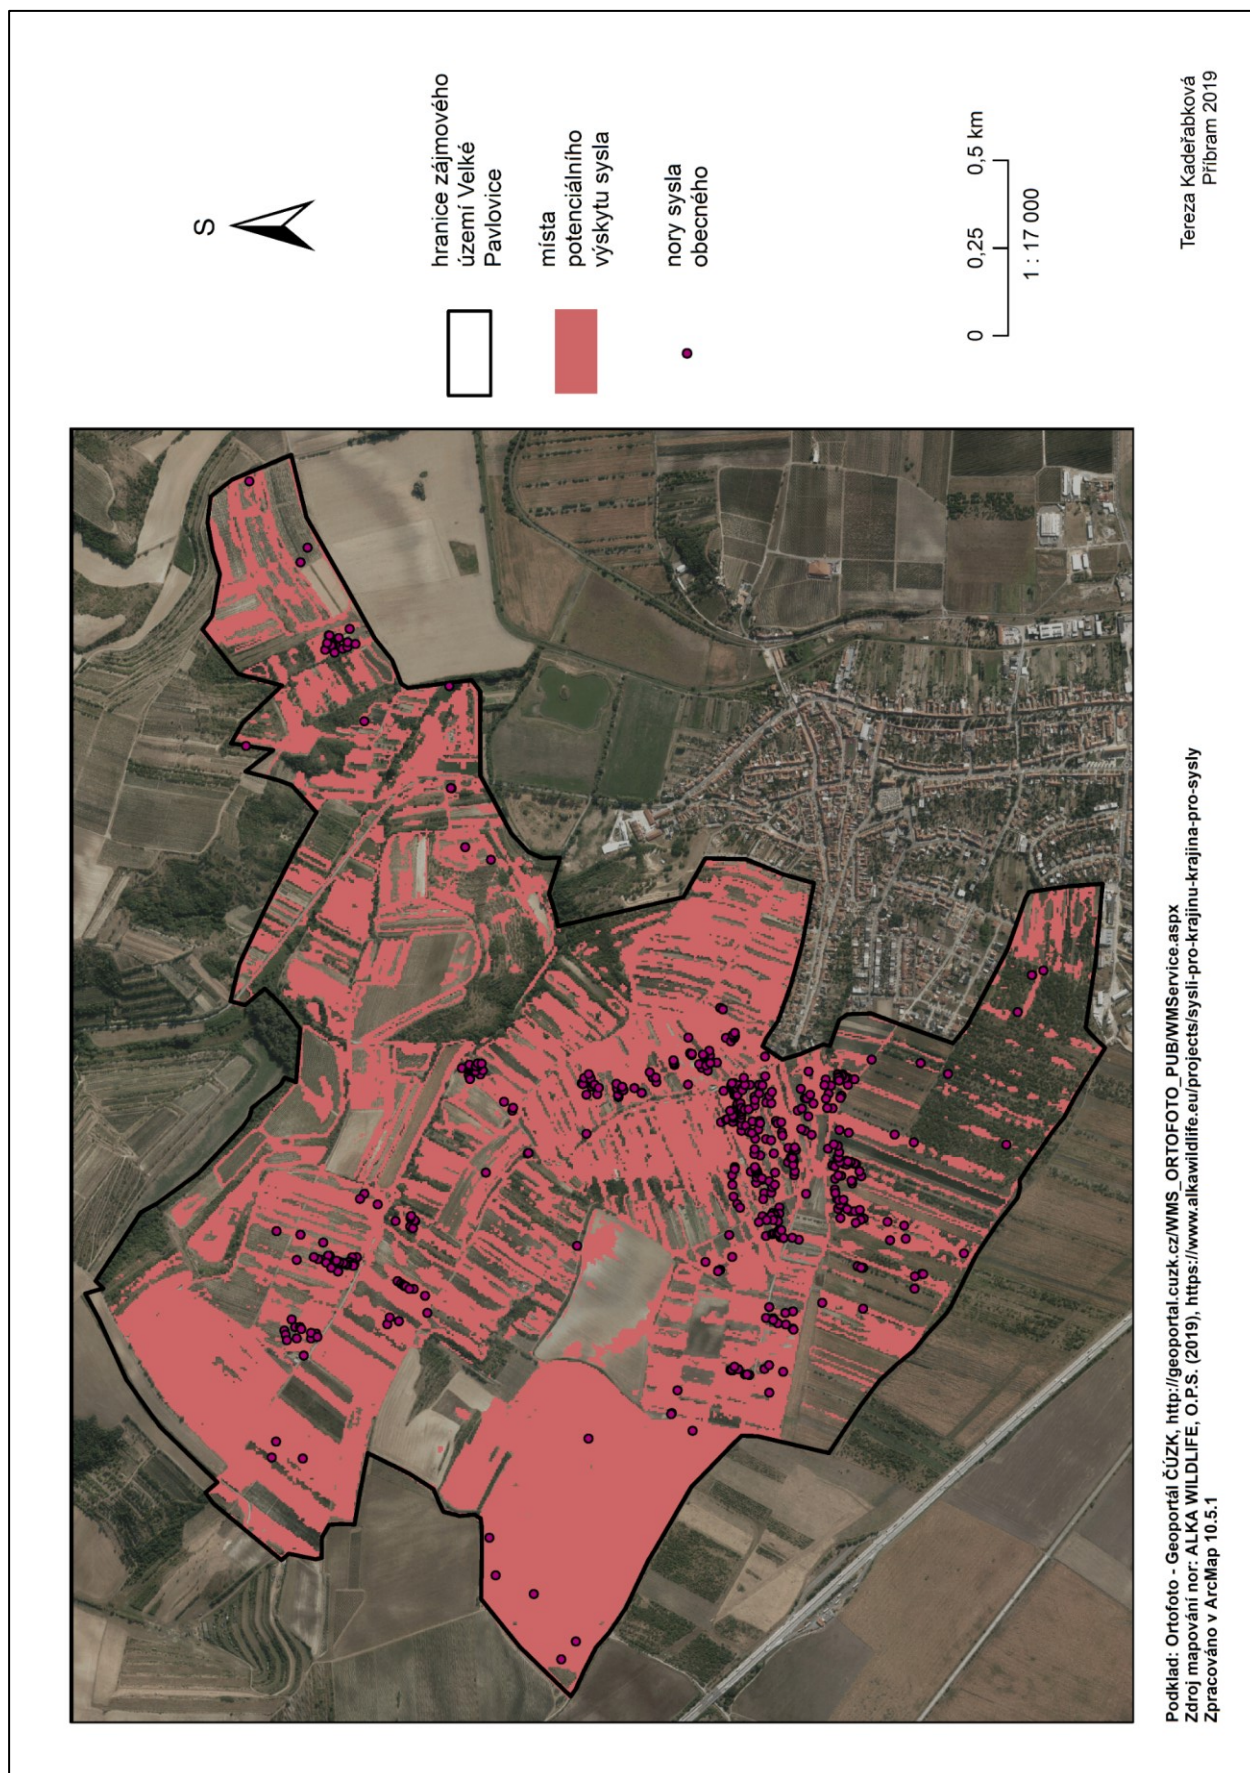 S
hranice zájmového
území Velké
Pavlovice
místa
potenciálního
výskytu sysla
nory sysla
obecného
0 0,25 0,5 km
1 : 17 000
Tereza Kadeřabková
Příbram 2019
Podklad: Ortofoto - Geoportál ČÚZK, http://geoportal.cuzk.cz/WMS_ORTOFOTO_PUB/WMService.aspx
Zdroj mapování nor: ALKA WILDLIFE, O.P.S. (2019), https://www.alkawildlife.eu/projects/sysli-pro-krajinu-krajina-pro-sysly
Zpracováno v ArcMap 10.5.1